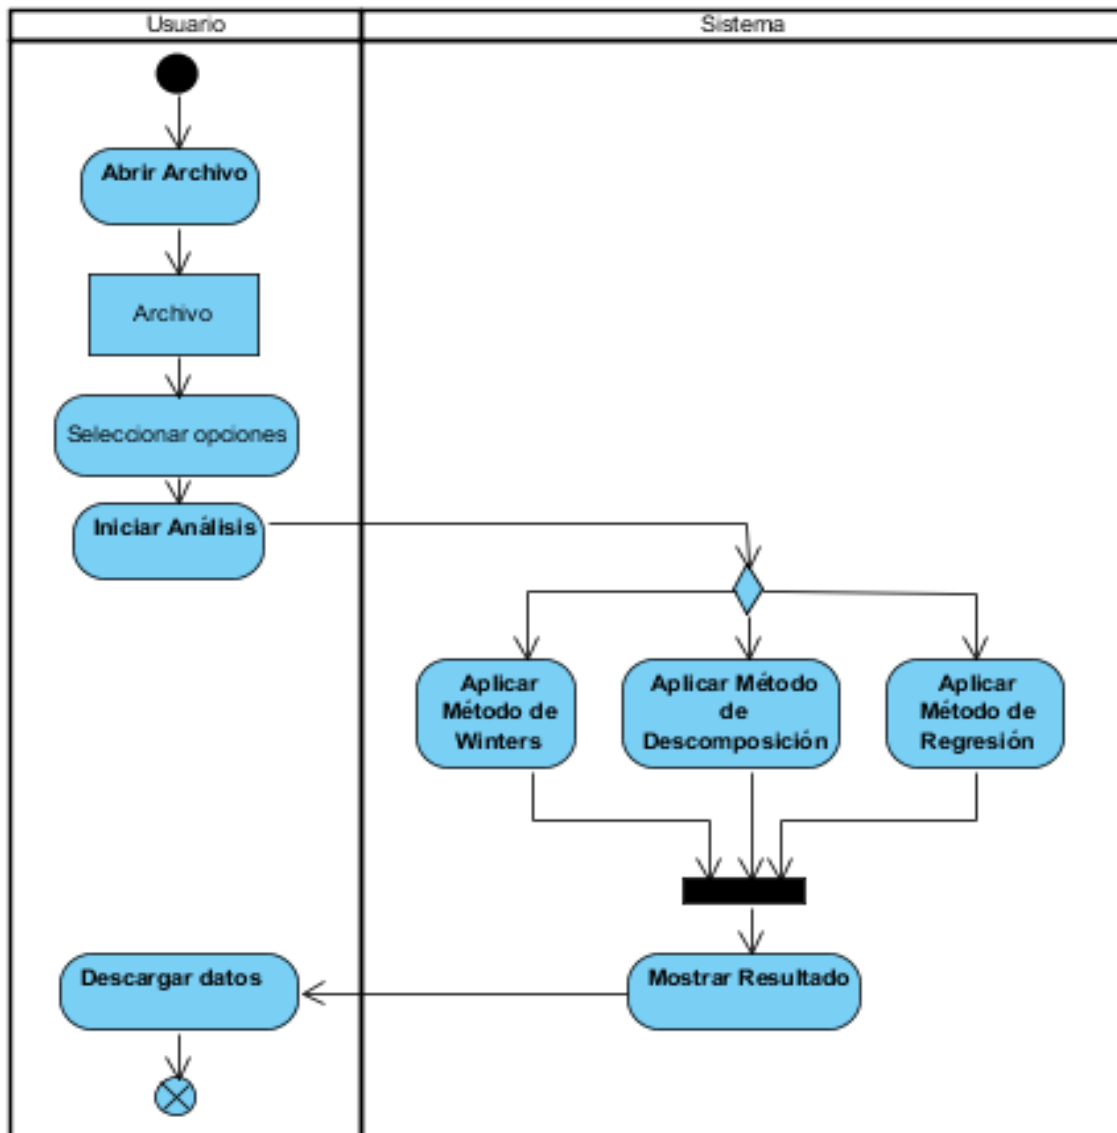 Usuario
Sistema
Abrir Archivo
Archivo
Seleccionar opciones
Iniciar Análisis
Aplicar
Método de
Winters
Aplicar Método
de
Descomposición
Aplicar
Método de
Regresión
Mostrar Resultado
Descargar datos